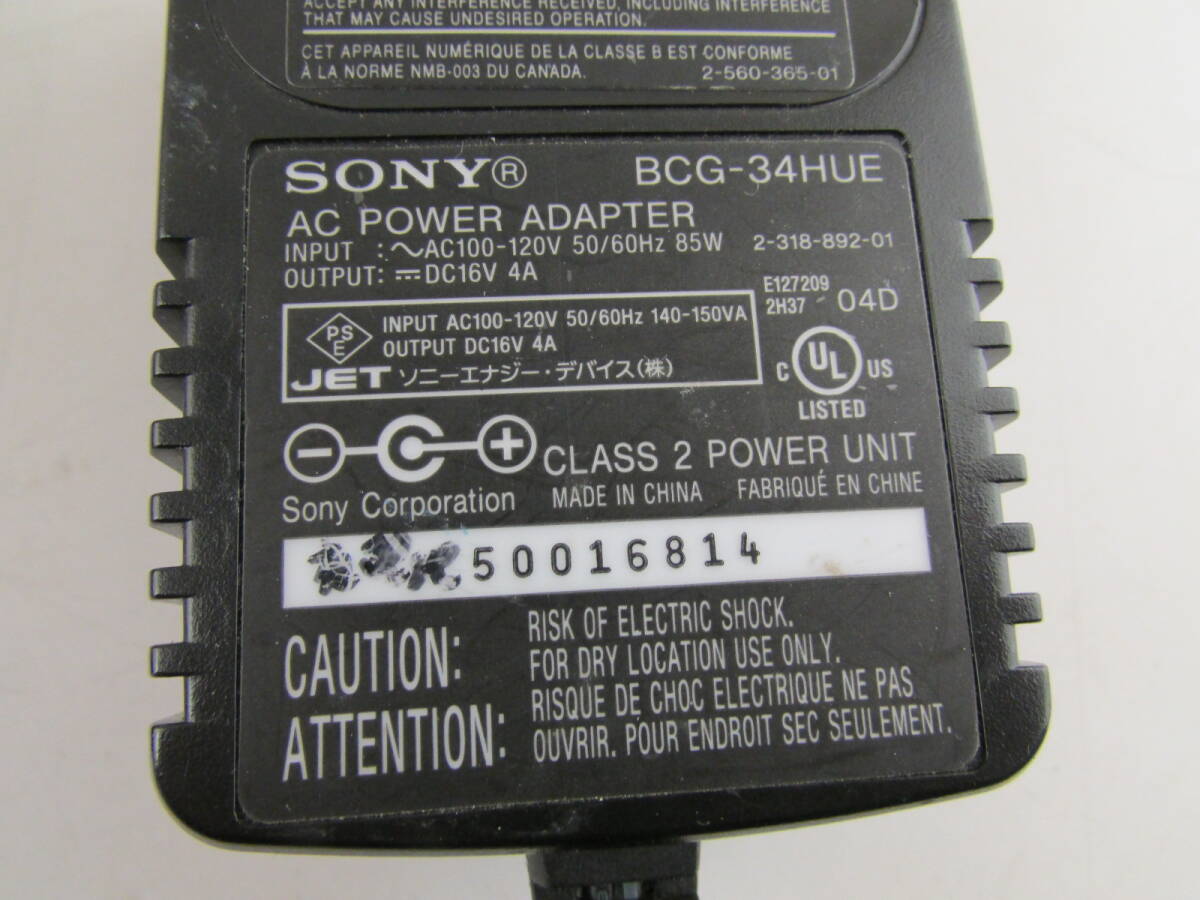 ACCEPT ANY INTERFERENCE RECEIVED, INCLUDING INTERFERENCE
THAT MAY CAUSE UNDESIRED OPERATION.
CET APPAREIL NUMÉRIQUE DE LA CLASSE B EST CONFORME
À LA NORME NMB-003 DU CANADA. 2-560-365-01
SONY® BCG-34HUE
AC POWER ADAPTER
INPUT : ∼AC100-120V 50/60Hz 85W 2-318-892-01
OUTPUT: ⎓DC16V 4A
E127209
2H37 04D
PS
E
INPUT AC100-120V 50/60Hz 140-150VA
OUTPUT DC16V 4A
JET ソニーエナジー・デバイス(株)
C UL US
LISTED
− C +
CLASS 2 POWER UNIT
Sony Corporation MADE IN CHINA FABRIQUÉ EN CHINE
50016814
CAUTION: RISK OF ELECTRIC SHOCK.
FOR DRY LOCATION USE ONLY.
ATTENTION: RISQUE DE CHOC ELECTRIQUE NE PAS
OUVRIR. POUR ENDROIT SEC SEULEMENT.